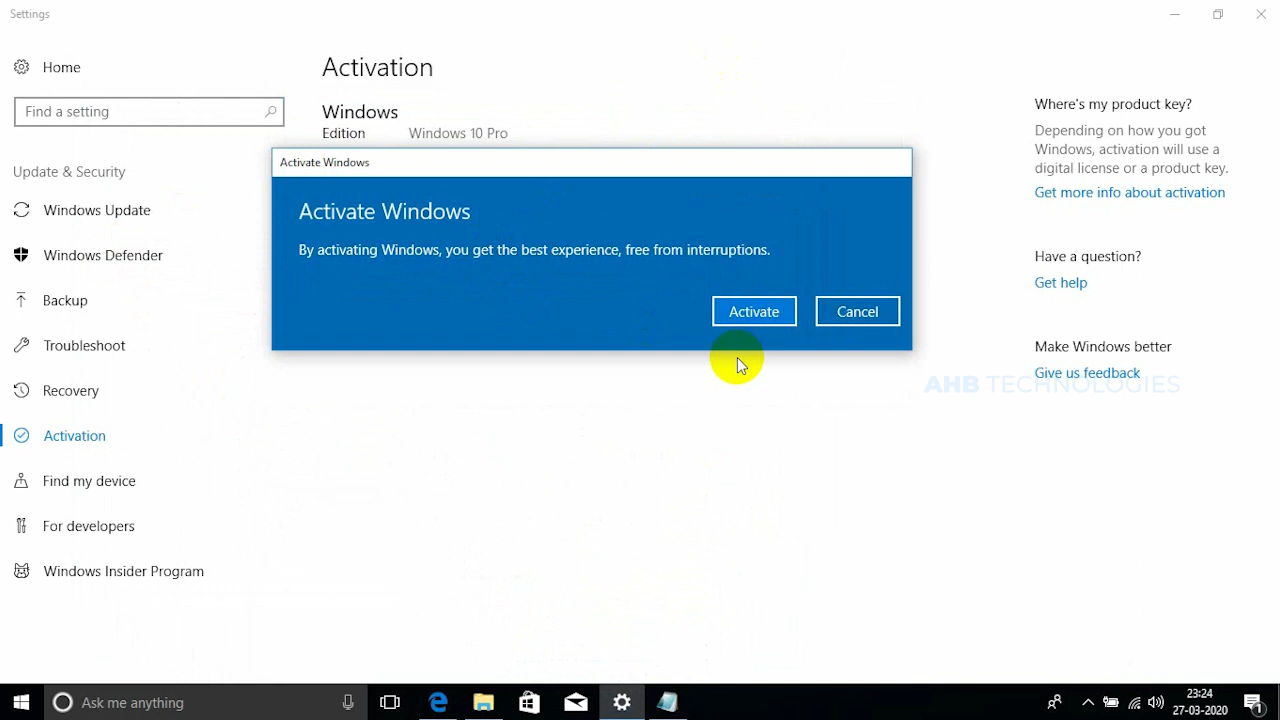 Settings
Home
Find a setting
Update & Security
Windows Update
Windows Defender
Backup
Troubleshoot
Recovery
Activation
Find my device
For developers
Windows Insider Program
Activation
Windows
Edition Windows 10 Pro
Activate Windows
Activate Windows
By activating Windows, you get the best experience, free from interruptions.
Activate Cancel
Where's my product key?
Depending on how you got
Windows, activation will use a
digital license or a product key.
Get more info about activation
Have a question?
Get help
Make Windows better
Give us feedback
AHB TECHNOLOGIES
Ask me anything
23:24
27-03-2020
1